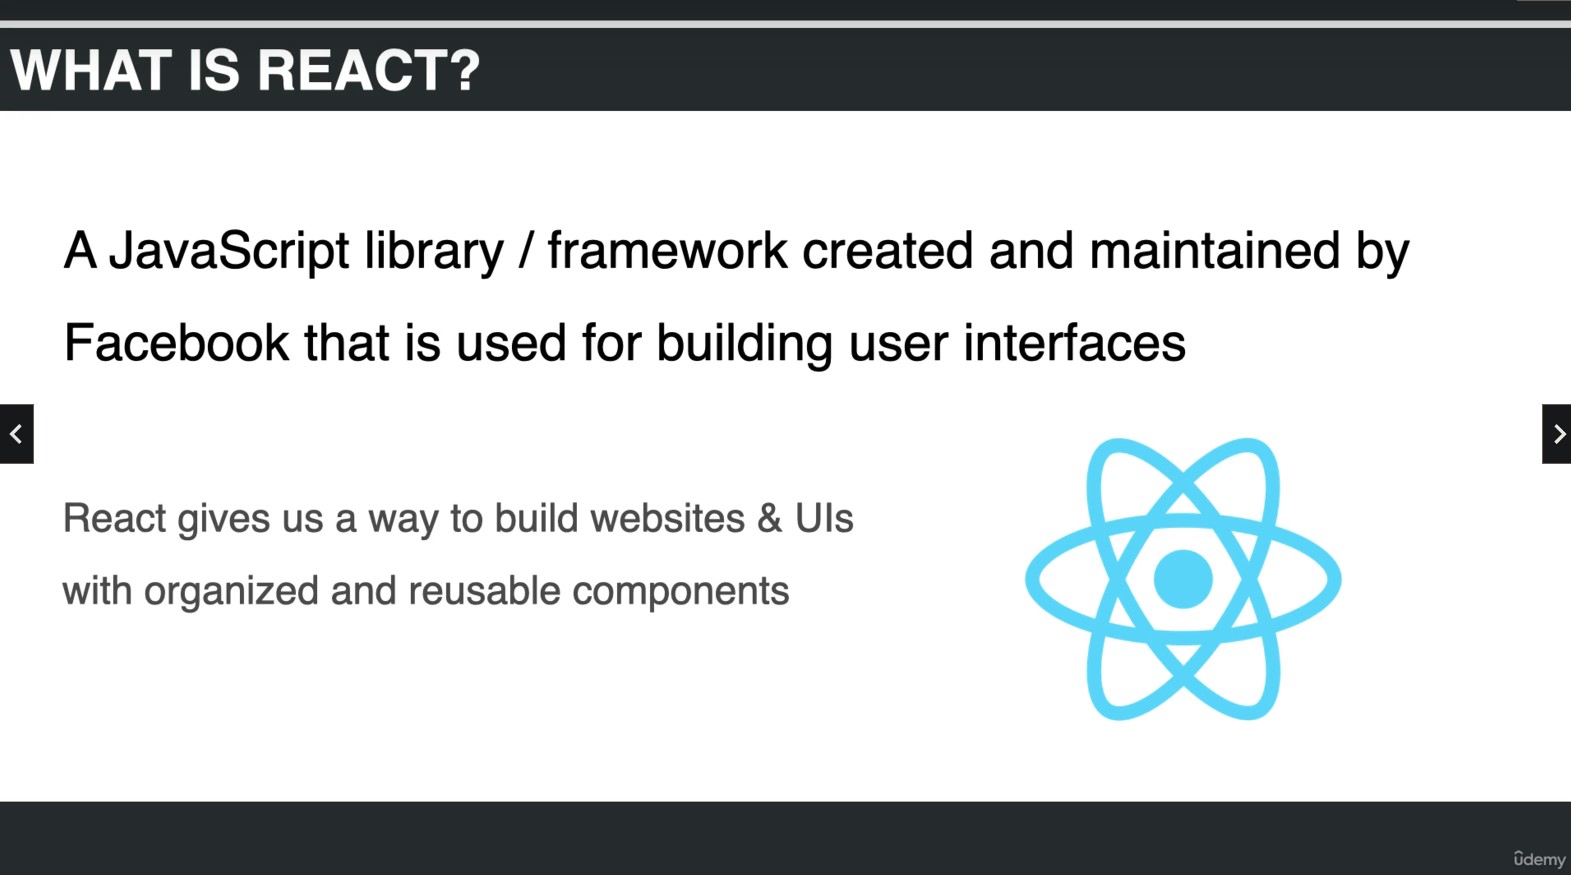 WHAT IS REACT?
A JavaScript library / framework created and maintained by
Facebook that is used for building user interfaces
React gives us a way to build websites & UIs
with organized and reusable components
ûdemy